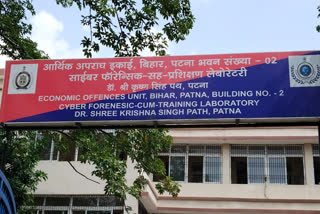 आर्थिक अपराध इकाई, बिहार, पटना भवन संख्या - 02
साईबर फॉरेन्सिक-सह-प्रशिक्षण लेबोरेटरी
डॉ. श्री कृष्ण सिंह पथ, पटना
ECONOMIC OFFENCES UNIT, BIHAR, PATNA, BUILDING NO. - 2
CYBER FORENESIC-CUM-TRAINING LABORATORY
DR. SHREE KRISHNA SINGH PATH, PATNA